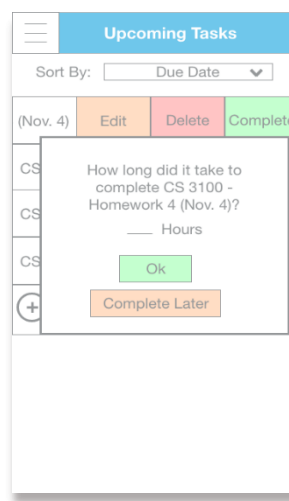 Upcoming Tasks
Sort By: Due Date
(Nov. 4) Edit Delete Complete
CS
CS
CS
How long did it take to
complete CS 3100 -
Homework 4 (Nov. 4)?
___ Hours
Ok
Complete Later
+